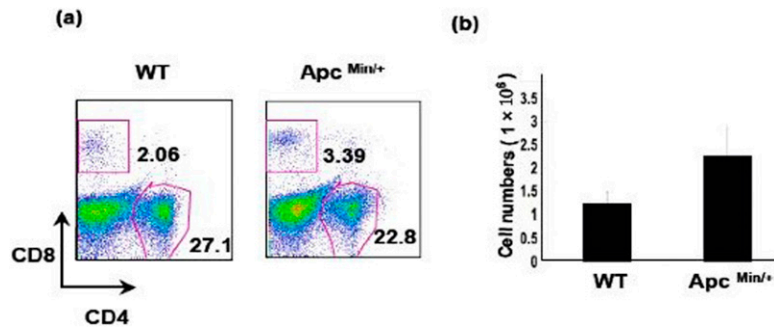 (a)
WT
Apc Min/+
2.06
3.39
27.1
22.8
CD8
CD4
(b)
Cell numbers ( 1 × 10⁶)
3.5
3
2.5
2
1.5
1
0.5
0
WT
Apc Min/+